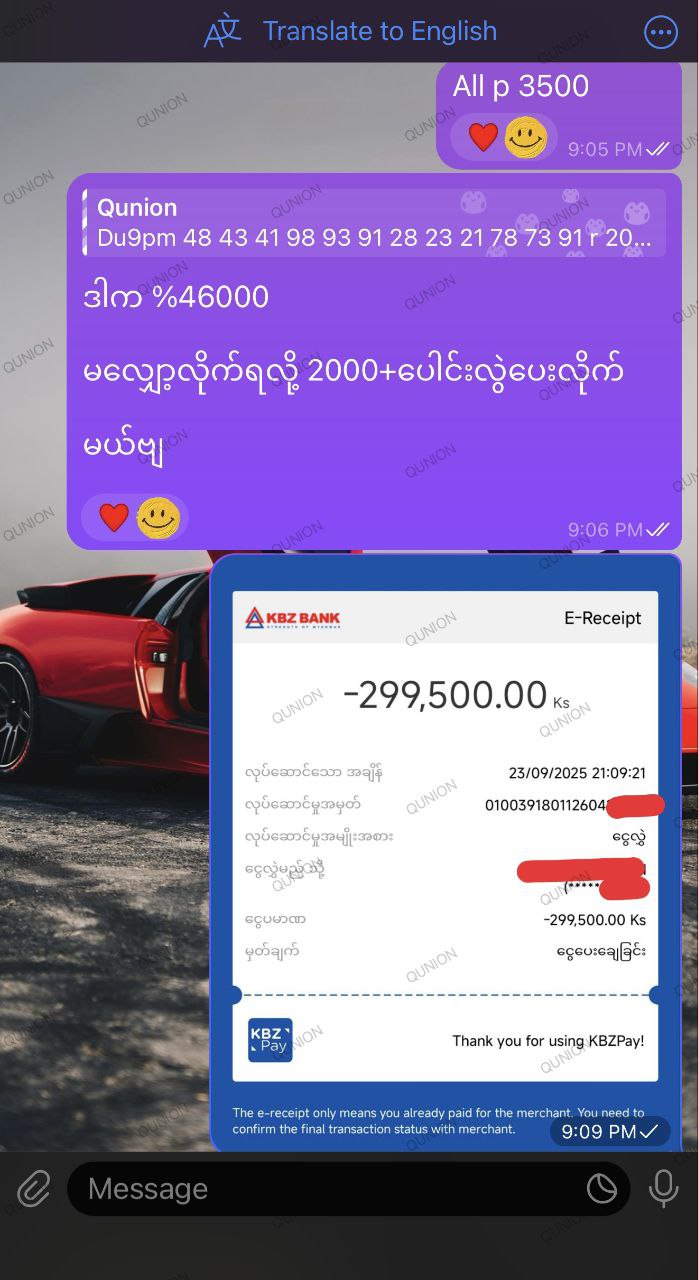 Translate to English
All p 3500
9:05 PM
Qunion
Du9pm 48 43 41 98 93 91 28 23 21 78 73 91 r 20...
ဒါက %46000
မလျှော့လိုက်ရလို့ 2000+ပေါင်းလွဲပေးလိုက်
မယ်ဗျ
9:06 PM
KBZ BANK
STRENGTH OF MYANMAR
E-Receipt
-299,500.00 Ks
လုပ်ဆောင်သော အချိန် 23/09/2025 21:09:21
လုပ်ဆောင်မှုအမှတ် 010039180112604
လုပ်ဆောင်မှုအမျိုးအစား ငွေလွှဲ
ငွေလွှဲမည့်သို့
(*****
ငွေပမာဏ -299,500.00 Ks
မှတ်ချက် ငွေပေးချေခြင်း
KBZ Pay
Thank you for using KBZPay!
The e-receipt only means you already paid for the merchant. You need to
confirm the final transaction status with merchant.
9:09 PM
Message
QUNION